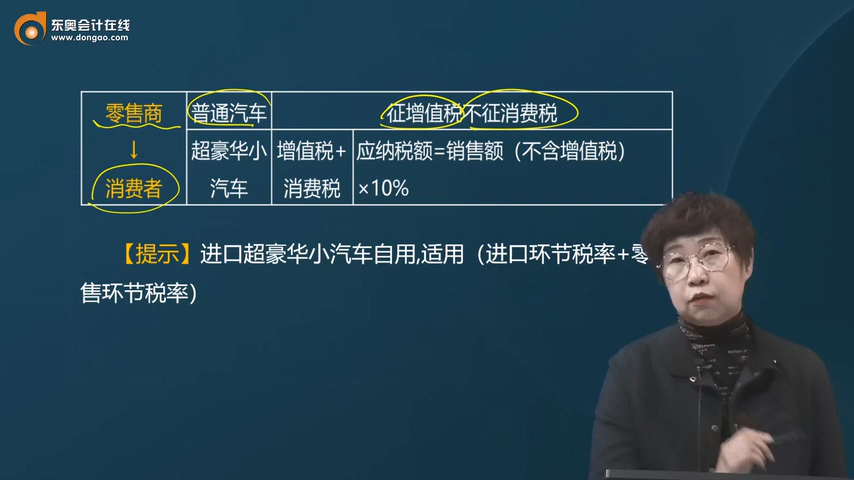 东奥会计在线
www.dongao.com
零售商
↓
消费者
普通汽车
征增值税不征消费税
超豪华小
汽车
增值税+
消费税
应纳税额=销售额（不含增值税）
×10%
【提示】进口超豪华小汽车自用,适用（进口环节税率+零
售环节税率）